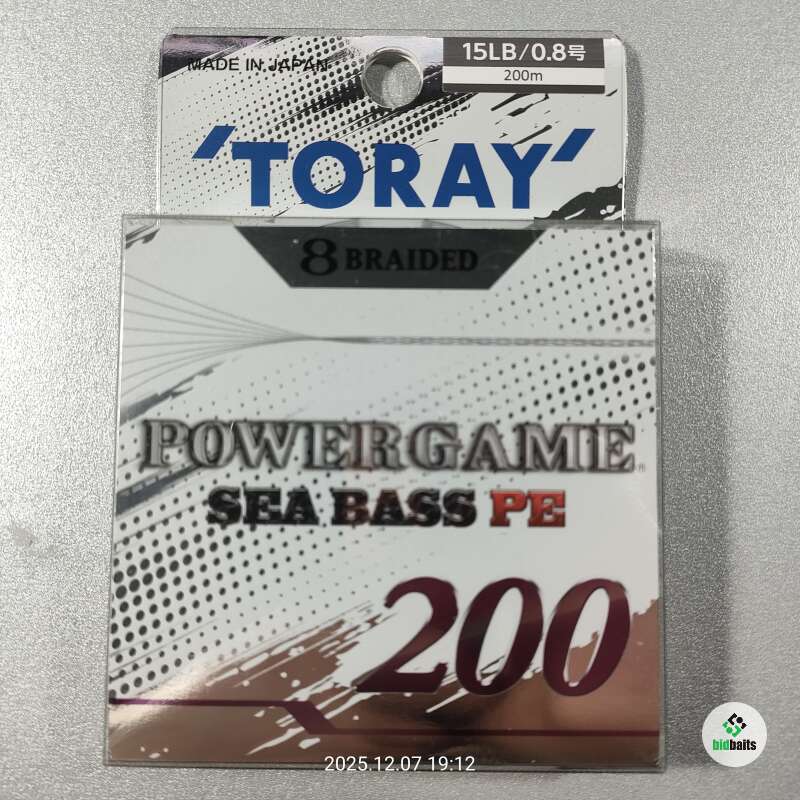 MADE IN JAPAN
15LB/0.8号
200m
'TORAY'
8 BRAIDED
POWERGAME®
SEA BASS PE
200
2025.12.07 19:12
bidbaits